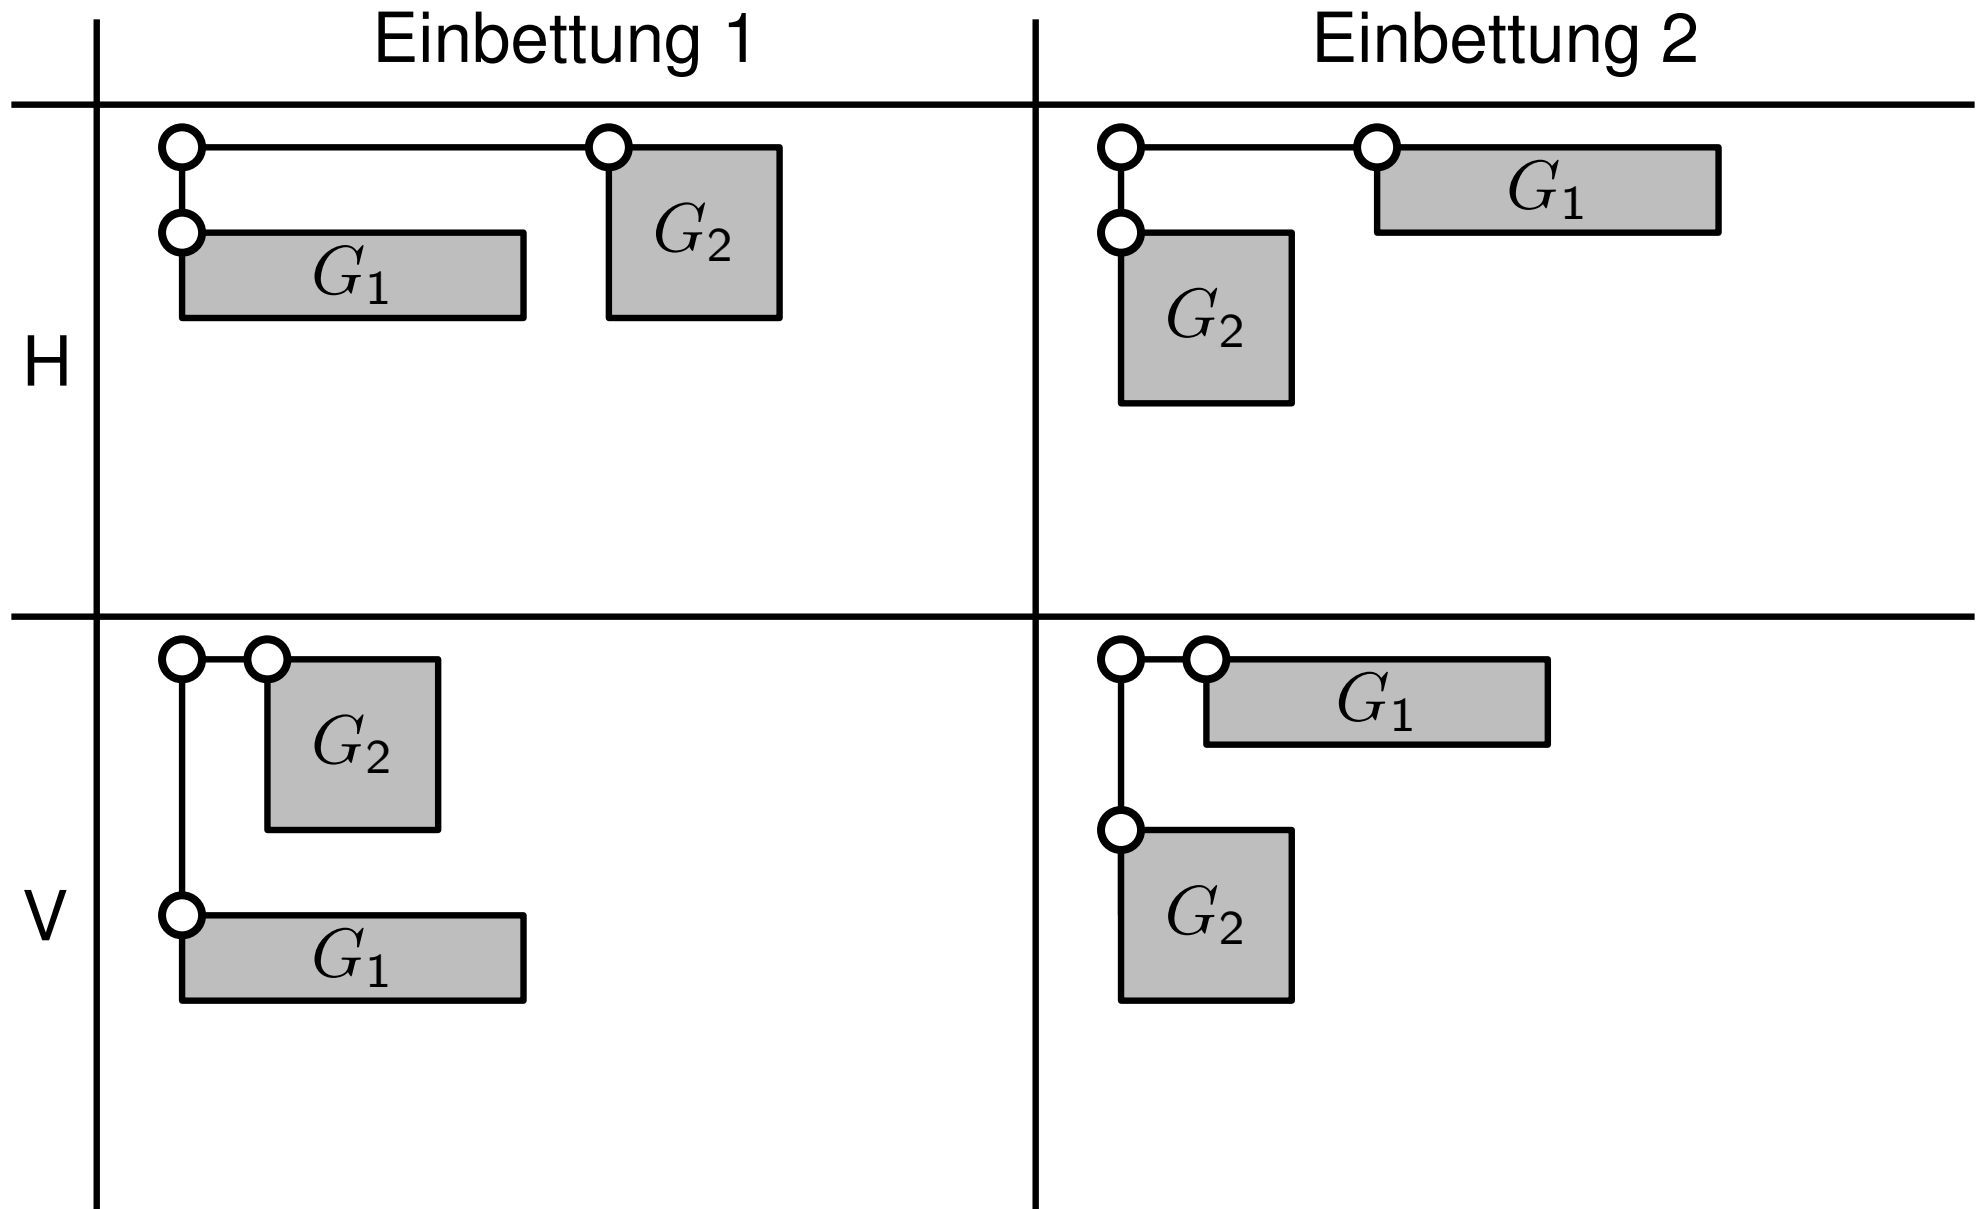 Einbettung 1 Einbettung 2
H
G₂
G₁
G₁
G₂
V
G₂
G₁
G₁
G₂